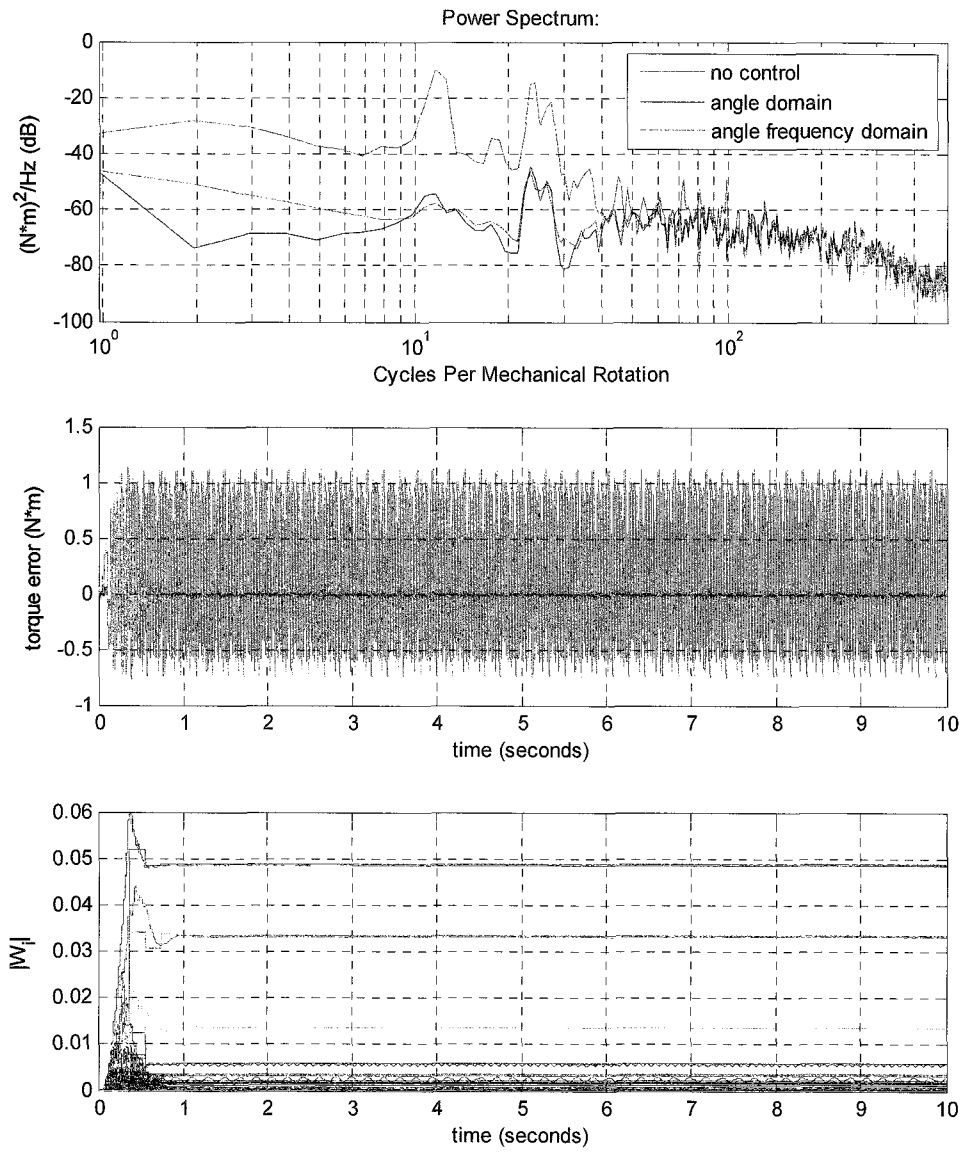 Power Spectrum:
0
-20
-40
-60
-80
-100
(N*m)²/Hz (dB)
no control
angle domain
angle frequency domain
10⁰
10¹
10²
Cycles Per Mechanical Rotation
1.5
1
0.5
0
-0.5
-1
torque error (N*m)
0 1 2 3 4 5 6 7 8 9 10
time (seconds)
0.06
0.05
0.04
0.03
0.02
0.01
0
|Wᵢ|
0 1 2 3 4 5 6 7 8 9 10
time (seconds)